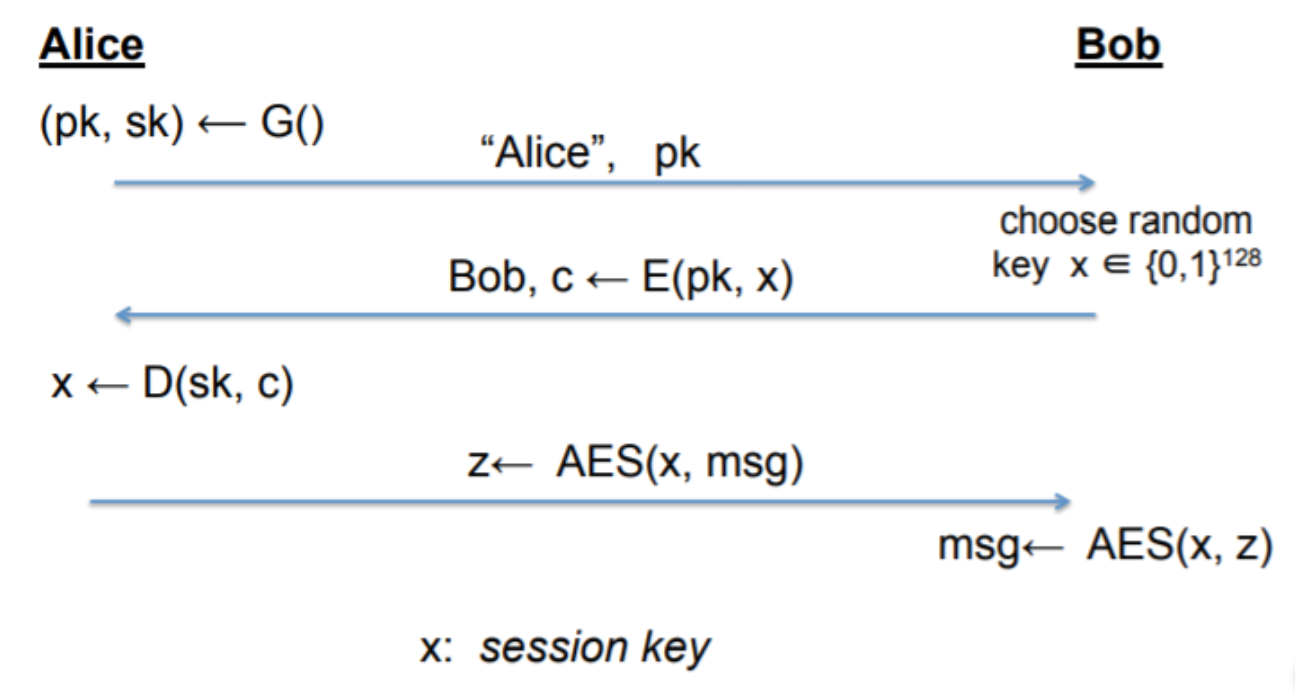 Alice
Bob
(pk, sk) ← G()
“Alice”, pk
choose random
key x ∈ {0,1}¹²⁸
Bob, c ← E(pk, x)
x ← D(sk, c)
z← AES(x, msg)
msg← AES(x, z)
x: session key